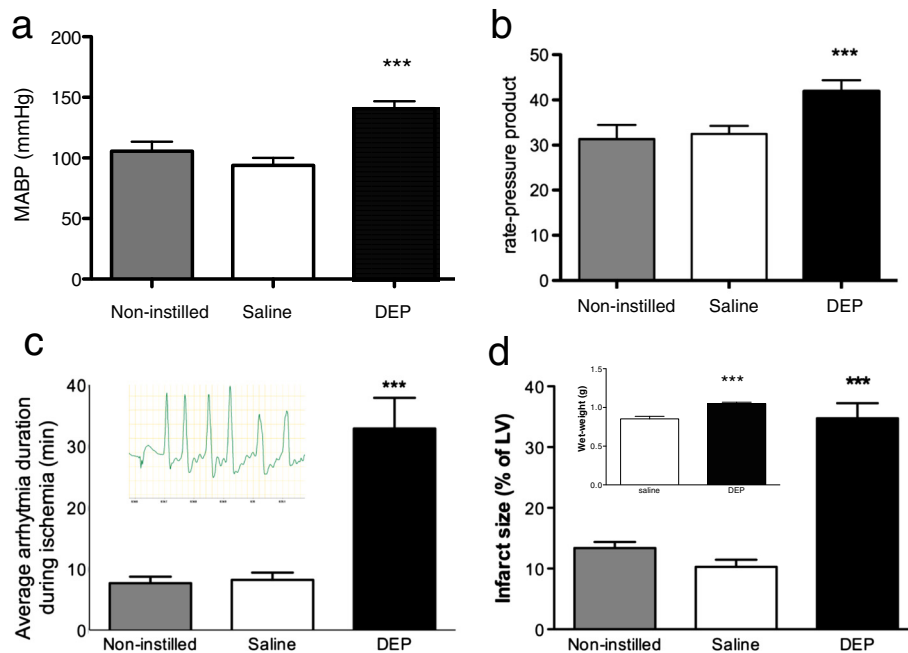 a
200
150
100
50
0
MABP (mmHg)
***
Non-instilled Saline DEP
b
50
40
30
20
10
0
rate-pressure product
***
Non-instilled Saline DEP
c
40
30
20
10
0
Average arrhytmia duration
during ischemia (min)
***
Non-instilled Saline DEP
d
40
30
20
10
0
Infarct size (% of LV)
***
1.5
1.0
0.5
0.0
Wet-weight (g)
***
saline DEP
Non-instilled Saline DEP